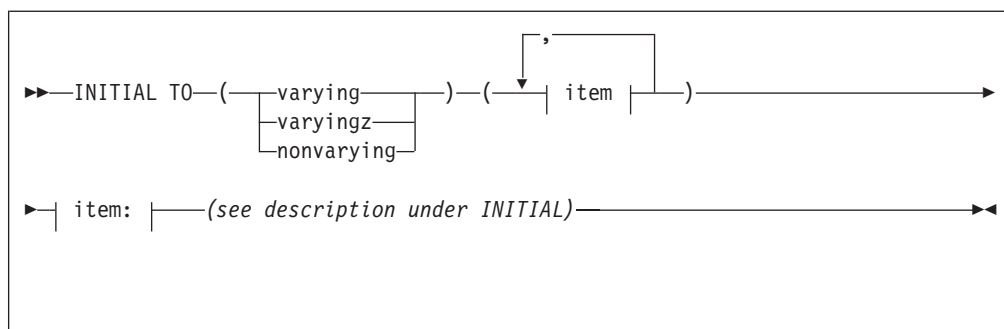 ,
INITIAL TO ( varying ) ( item )
varyingz
nonvarying
item: (see description under INITIAL)